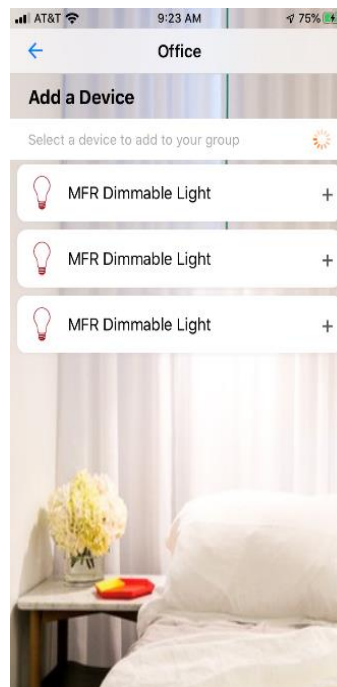 AT&T 9:23 AM 75%
Office
Add a Device
Select a device to add to your group
MFR Dimmable Light +
MFR Dimmable Light +
MFR Dimmable Light +